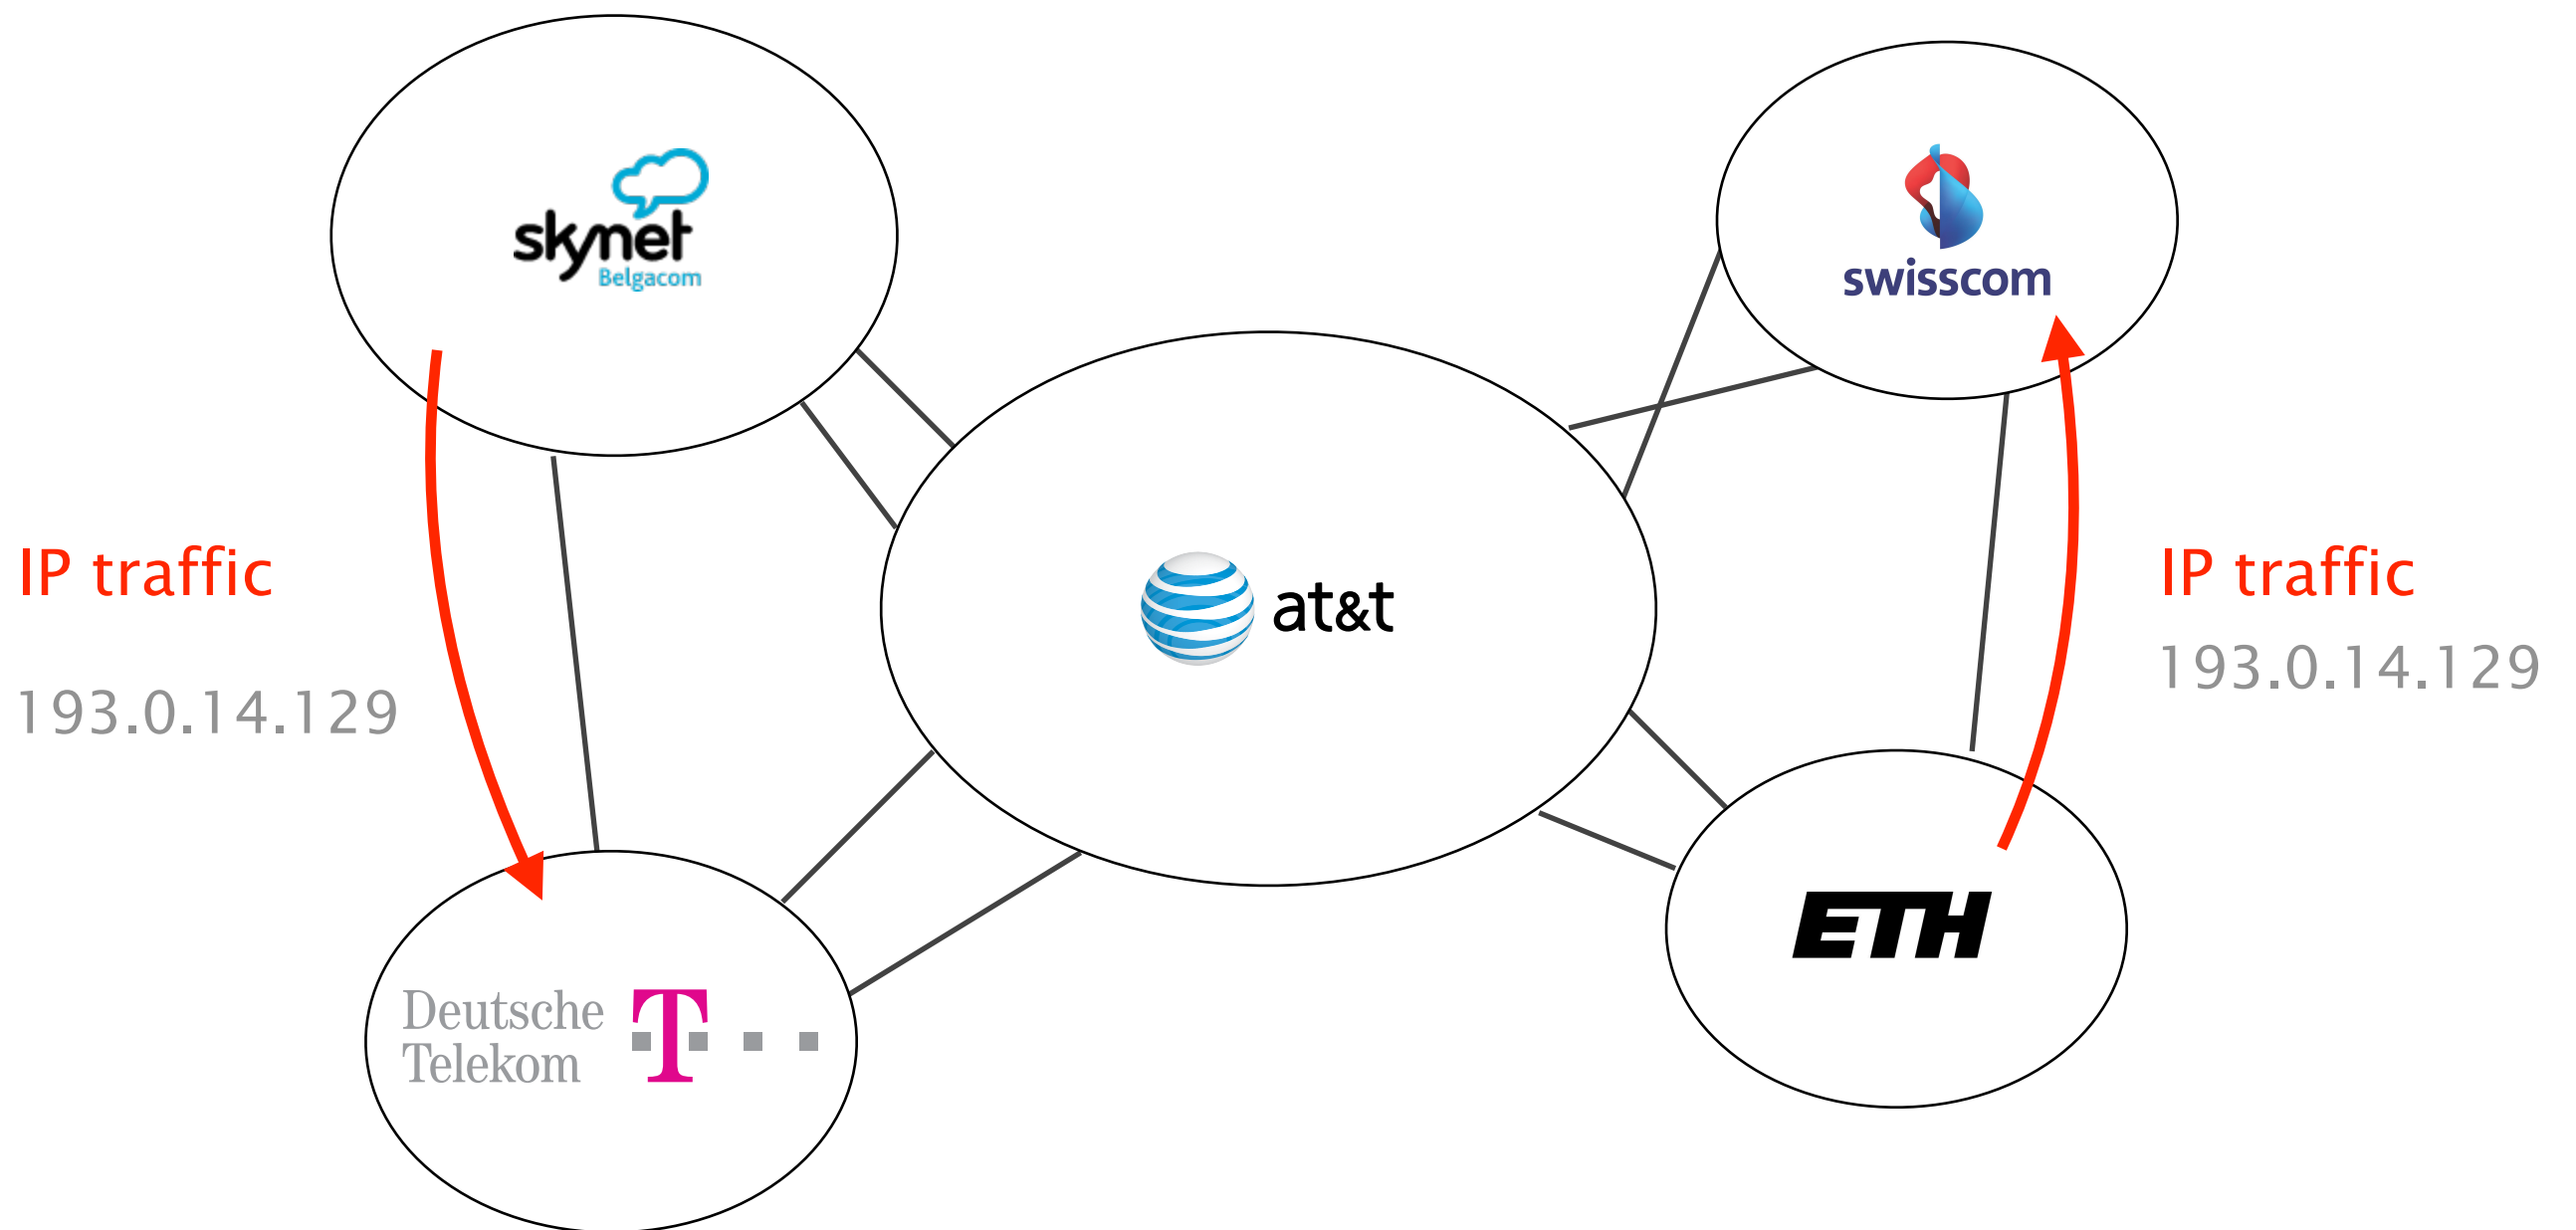 skynet
Belgacom
swisscom
IP traffic
193.0.14.129
at&t
IP traffic
193.0.14.129
Deutsche
Telekom
T
ETH